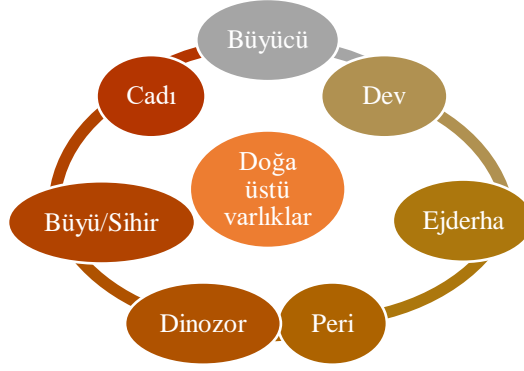 Büyücü
Dev
Ejderha
Peri
Dinozor
Büyü/Sihir
Cadı
Doğa
üstü
varlıklar